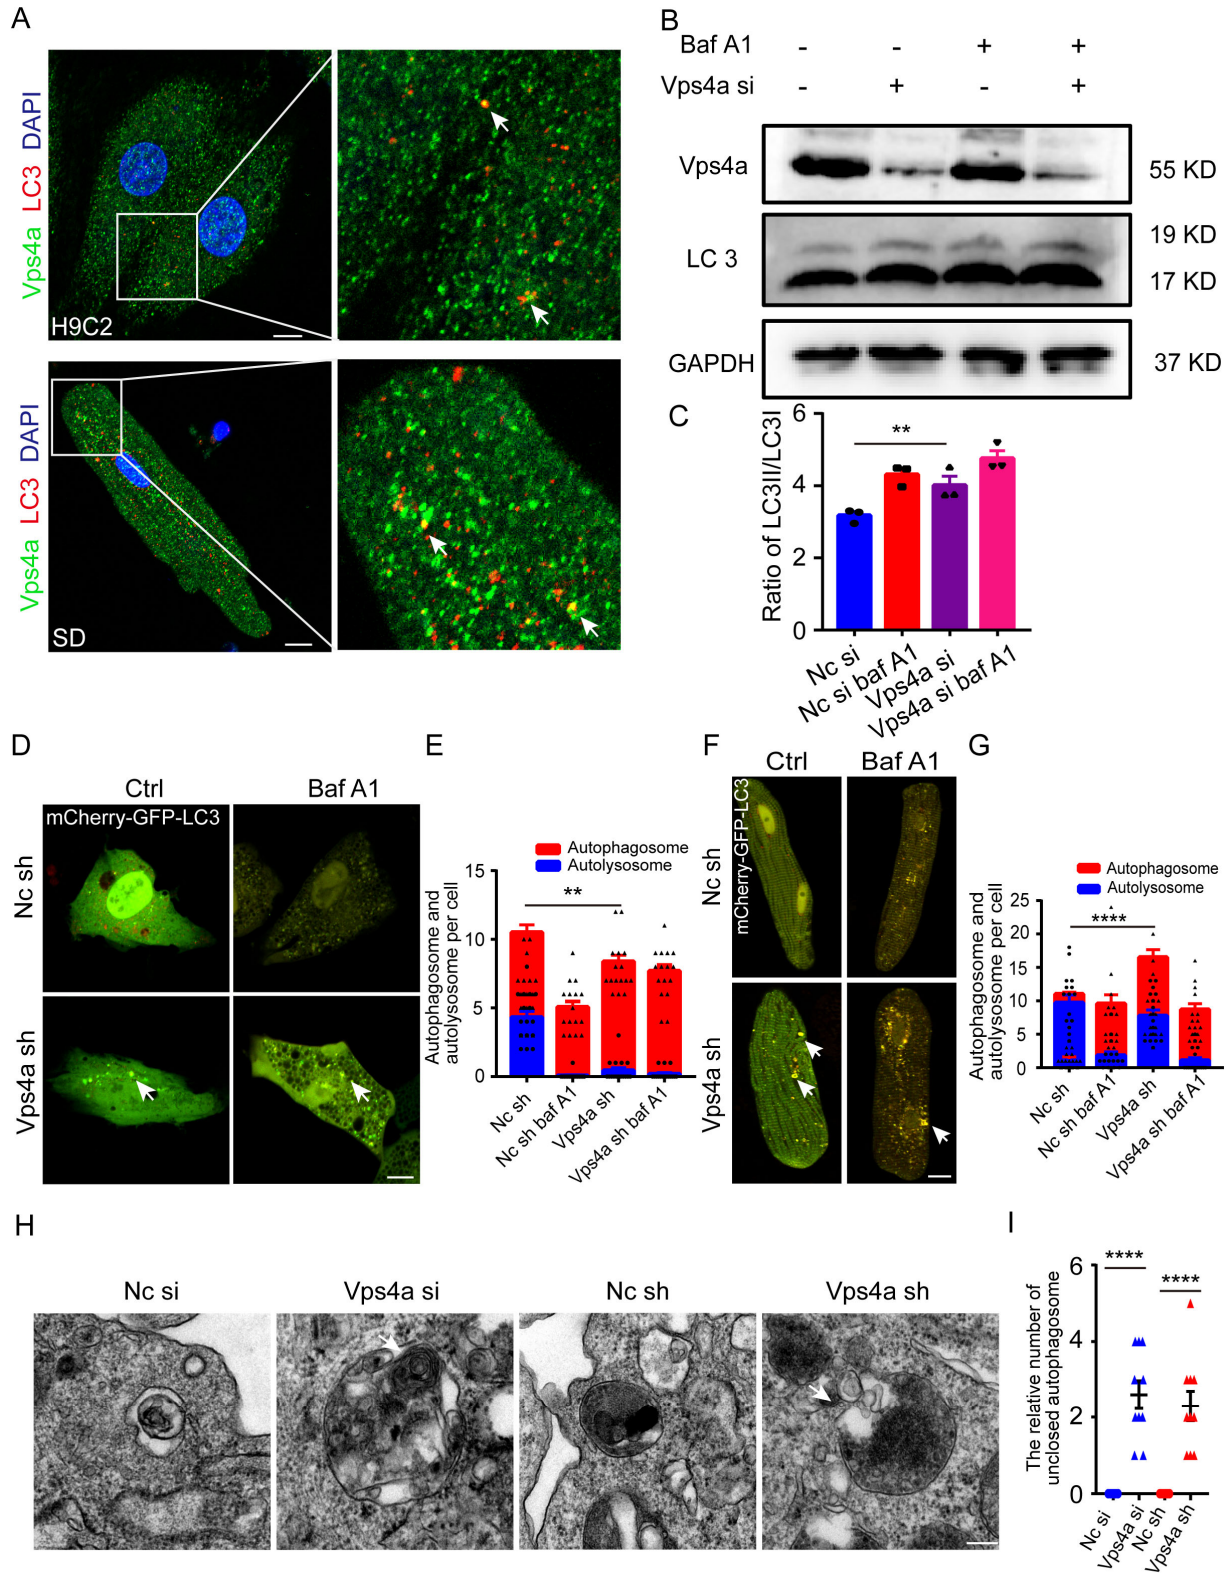 A
Vps4a LC3 DAPI
H9C2
Vps4a LC3 DAPI
SD
B
Baf A1 - - + +
Vps4a si - + - +
Vps4a 55 KD
LC 3 19 KD
17 KD
GAPDH 37 KD
C
Ratio of LC3II/LC3I
6
4
2
0
**
Nc si
Nc si baf A1
Vps4a si
Vps4a si baf A1
D
Ctrl Baf A1
mCherry-GFP-LC3
Nc sh
Vps4a sh
E
Autophagosome
Autolysosome
Autophagosome and
autolysosome per cell
15
10
5
0
**
Nc sh
Nc sh baf A1
Vps4a sh
Vps4a sh baf A1
F
Ctrl Baf A1
mCherry-GFP-LC3
Nc sh
Vps4a sh
G
Autophagosome
Autolysosome
Autophagosome and
autolysosome per cell
25
20
15
10
5
0
****
Nc sh
Nc sh baf A1
Vps4a sh
Vps4a sh baf A1
H
Nc si Vps4a si Nc sh Vps4a sh
I
The relative number of
unclosed autophagosome
6
4
2
0
****
****
Nc si
Vps4a si
Nc sh
Vps4a sh